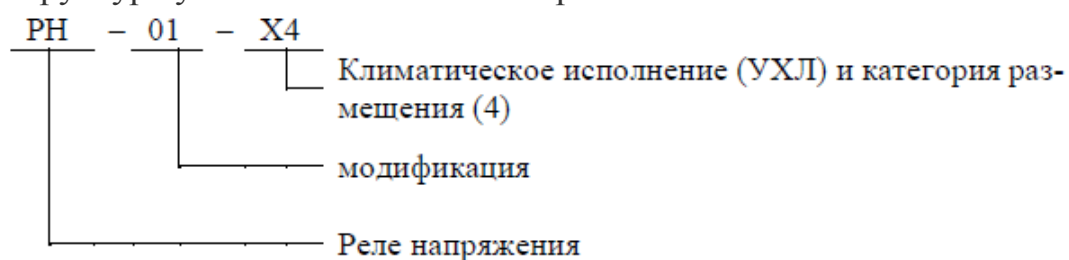 РН – 01 – Х4
Климатическое исполнение (УХЛ) и категория раз-
мещения (4)
модификация
Реле напряжения